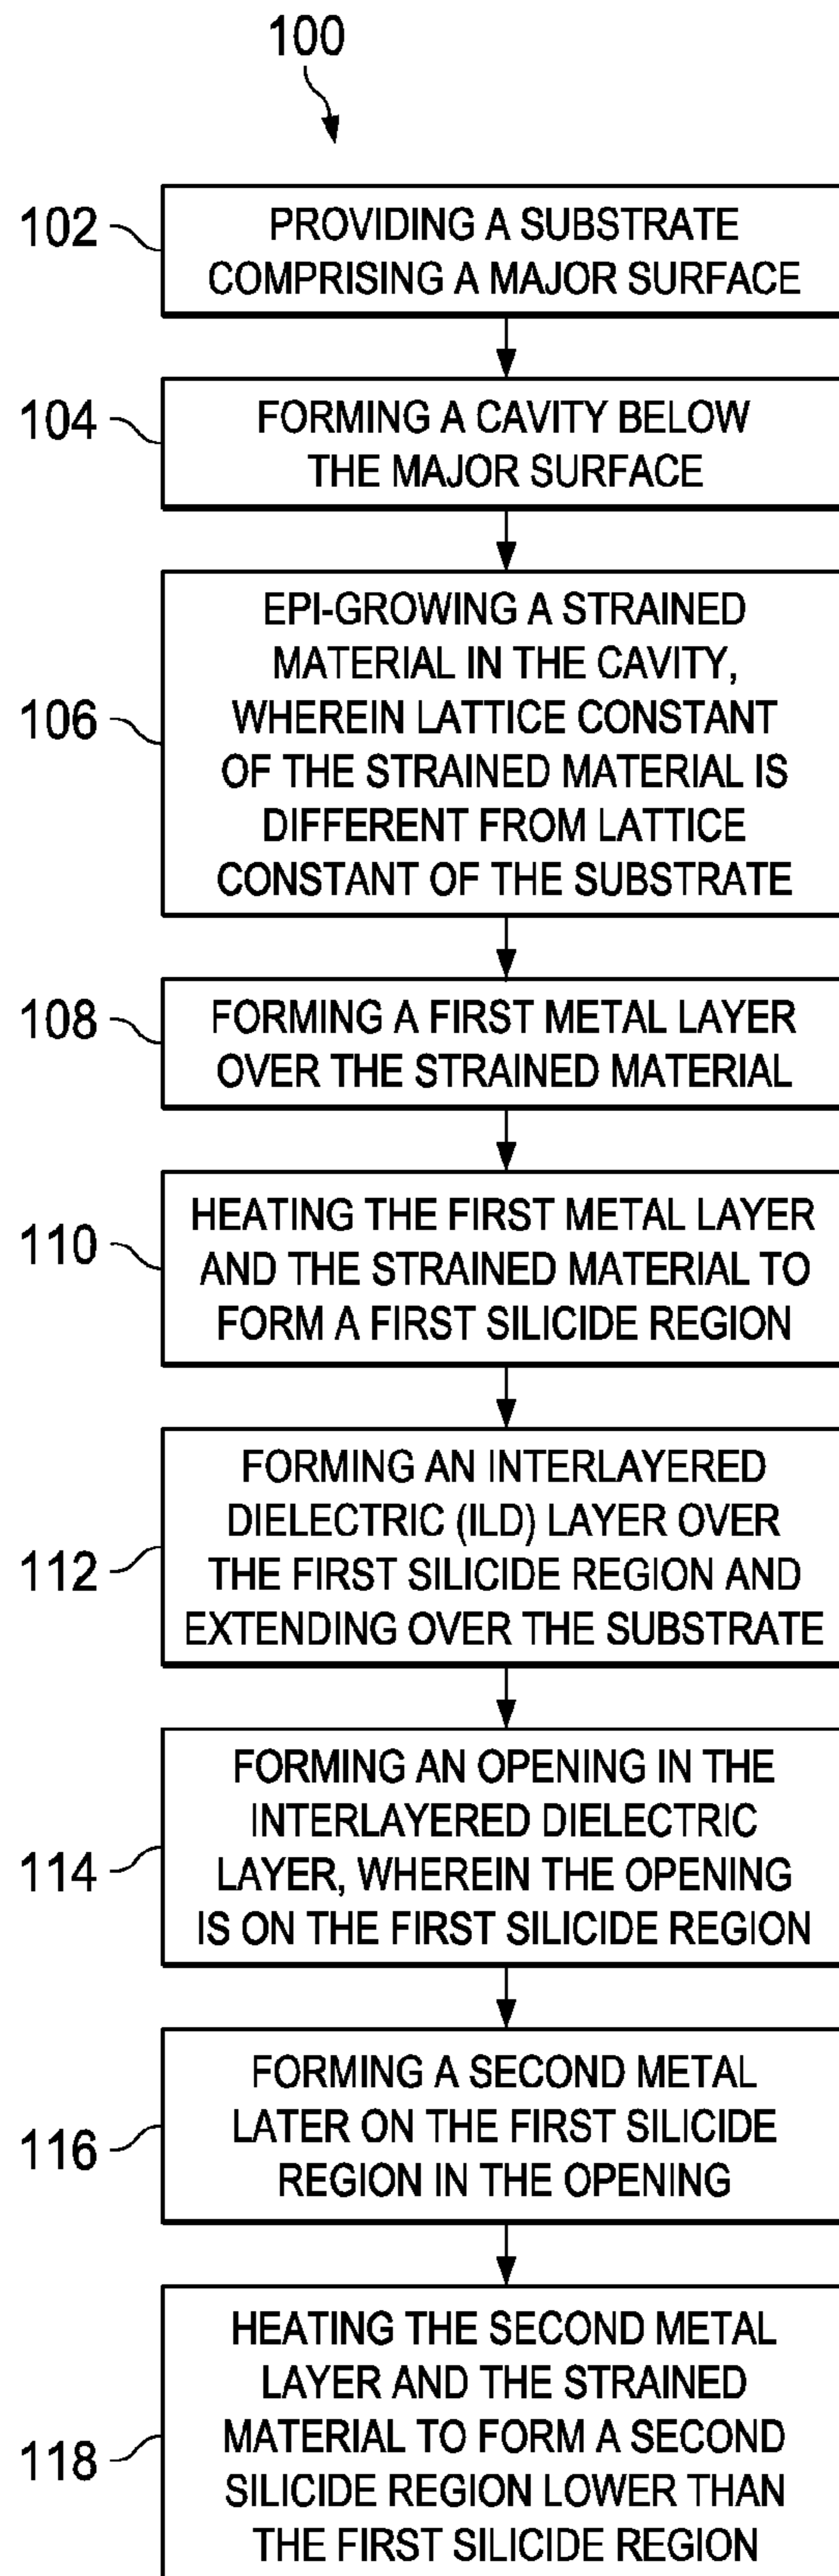 100
102
PROVIDING A SUBSTRATE
COMPRISING A MAJOR SURFACE
104
FORMING A CAVITY BELOW
THE MAJOR SURFACE
106
EPI-GROWING A STRAINED
MATERIAL IN THE CAVITY,
WHEREIN LATTICE CONSTANT
OF THE STRAINED MATERIAL IS
DIFFERENT FROM LATTICE
CONSTANT OF THE SUBSTRATE
108
FORMING A FIRST METAL LAYER
OVER THE STRAINED MATERIAL
110
HEATING THE FIRST METAL LAYER
AND THE STRAINED MATERIAL TO
FORM A FIRST SILICIDE REGION
112
FORMING AN INTERLAYERED
DIELECTRIC (ILD) LAYER OVER
THE FIRST SILICIDE REGION AND
EXTENDING OVER THE SUBSTRATE
114
FORMING AN OPENING IN THE
INTERLAYERED DIELECTRIC
LAYER, WHEREIN THE OPENING
IS ON THE FIRST SILICIDE REGION
116
FORMING A SECOND METAL
LATER ON THE FIRST SILICIDE
REGION IN THE OPENING
118
HEATING THE SECOND METAL
LAYER AND THE STRAINED
MATERIAL TO FORM A SECOND
SILICIDE REGION LOWER THAN
THE FIRST SILICIDE REGION